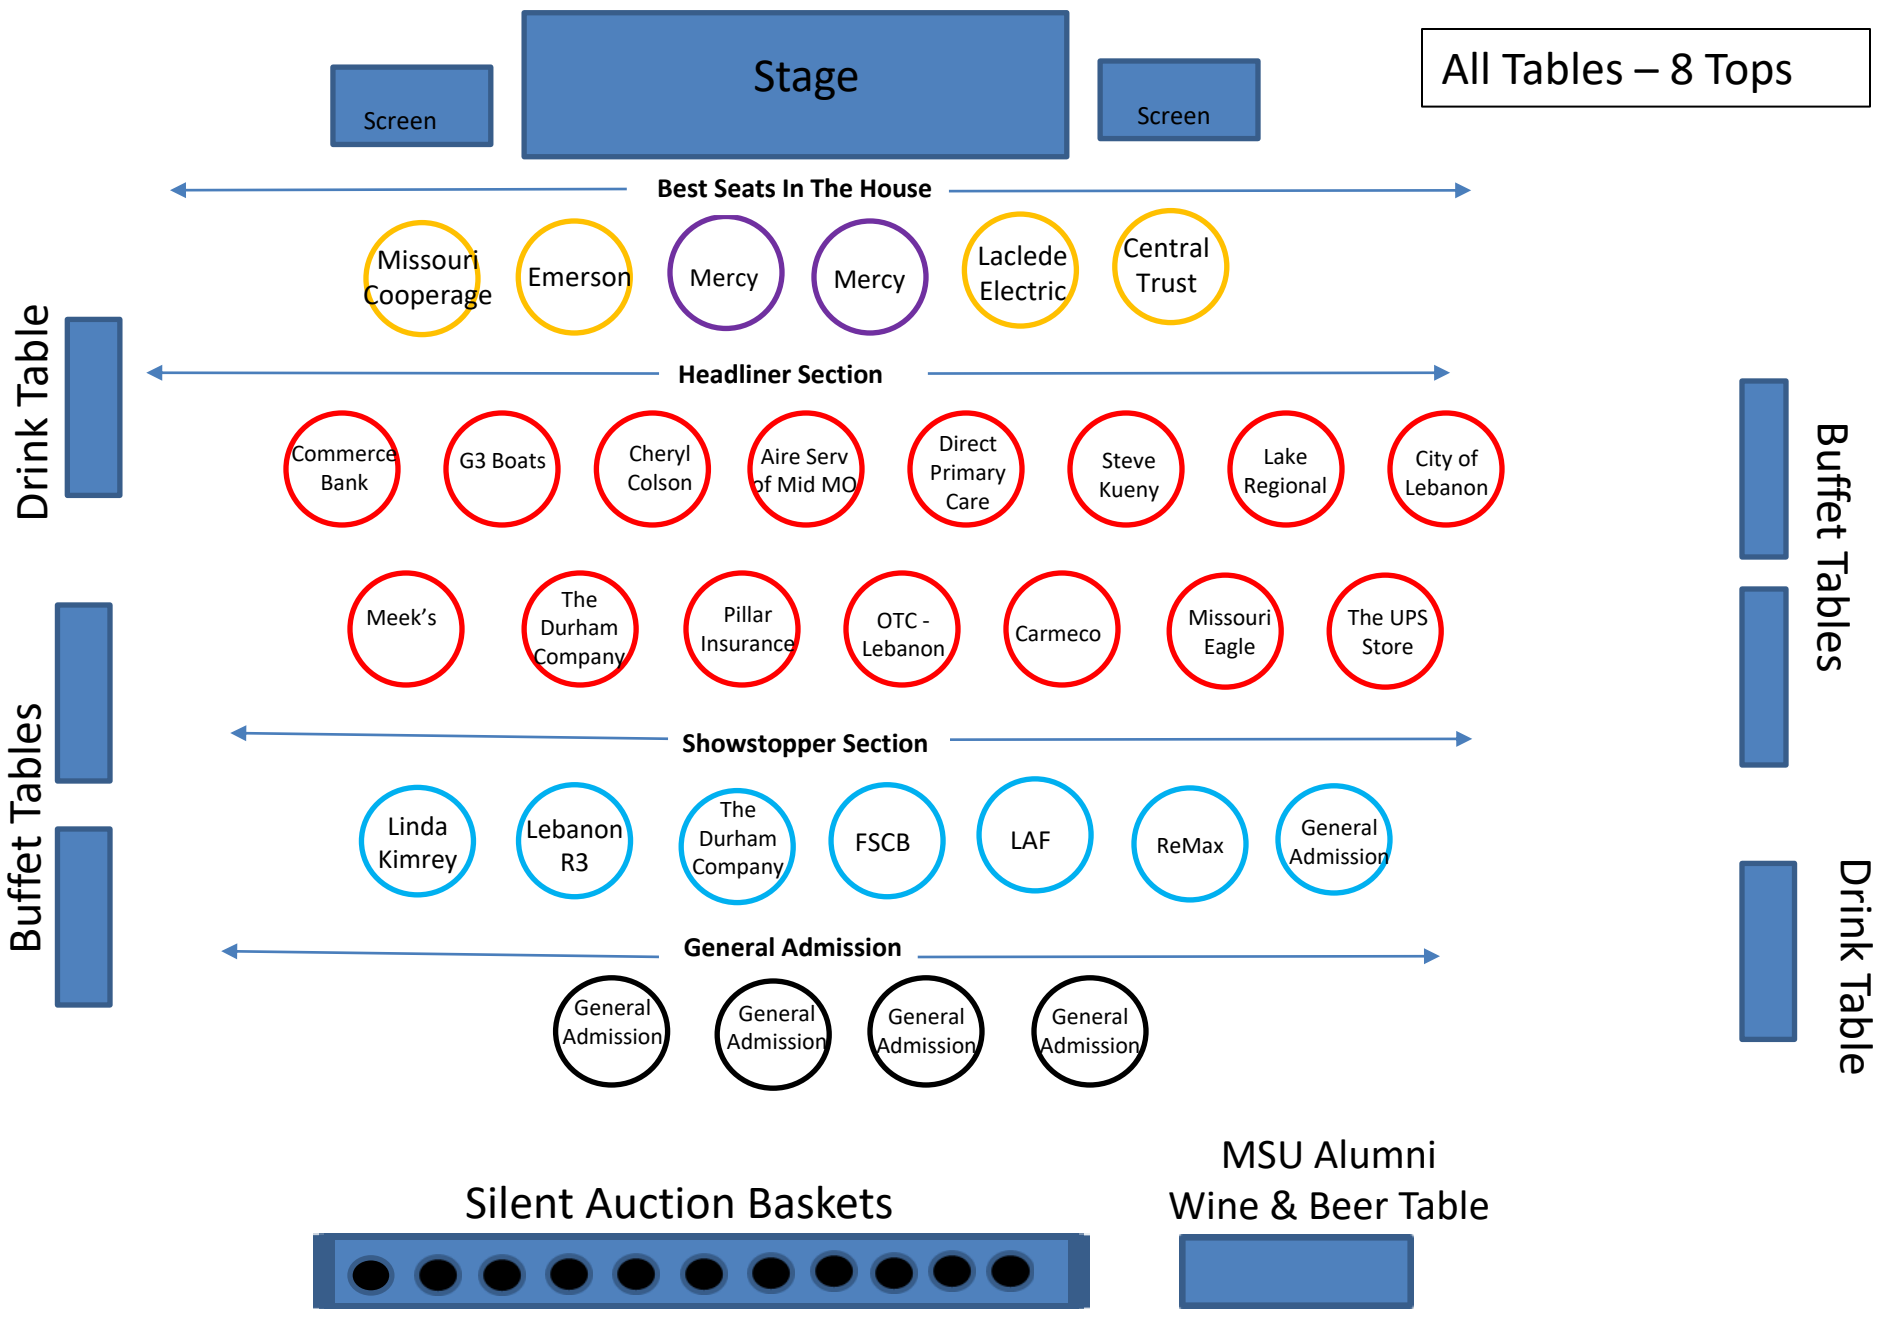 Stage
All Tables – 8 Tops
Screen
Screen
Best Seats In The House
Missouri
Cooperage
Emerson
Mercy
Mercy
Laclede
Electric
Central
Trust
Drink Table
Headliner Section
Commerce
Bank
G3 Boats
Cheryl
Colson
Aire Serv
of Mid MO
Direct
Primary
Care
Steve
Kueny
Lake
Regional
City of
Lebanon
Buffet Tables
Meek’s
The
Durham
Company
Pillar
Insurance
OTC -
Lebanon
Carmeco
Missouri
Eagle
The UPS
Store
Buffet Tables
Showstopper Section
Linda
Kimrey
Lebanon
R3
The
Durham
Company
FSCB
LAF
ReMax
General
Admission
Drink Table
General Admission
General
Admission
General
Admission
General
Admission
General
Admission
Silent Auction Baskets
MSU Alumni
Wine & Beer Table